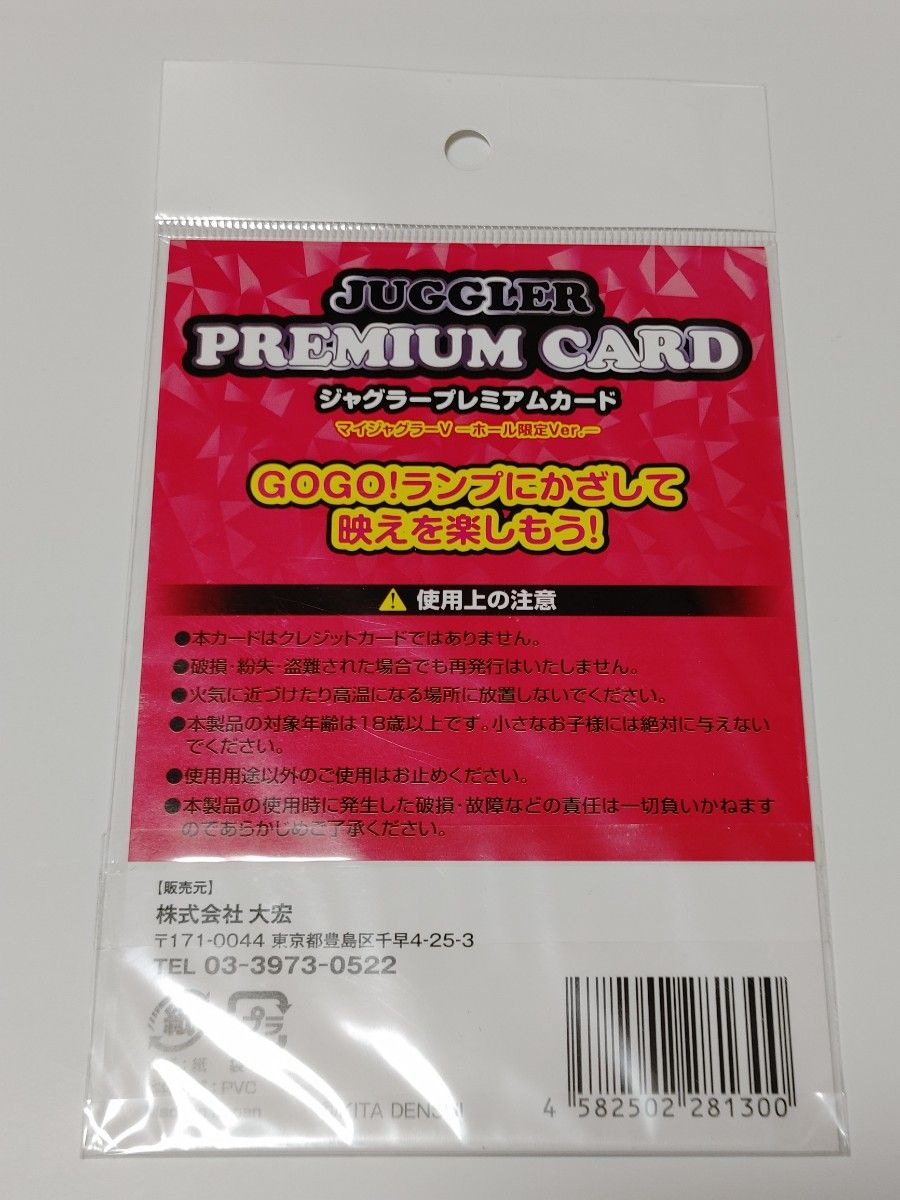 JUGGLER
PREMIUM CARD
ジャグラープレミアムカード
マイジャグラーV ーホール限定Ver.ー
GOGO!ランプにかざして
映えを楽しもう!
使用上の注意
●本カードはクレジットカードではありません。
●破損・紛失・盗難された場合でも再発行はいたしません。
●火気に近づけたり高温になる場所に放置しないでください。
●本製品の対象年齢は18歳以上です。小さなお子様には絶対に与えない
でください。
●使用用途以外のご使用はお止めください。
●本製品の使用時に発生した破損・故障などの責任は一切負いかねます
のであらかじめご了承ください。
【販売元】
株式会社 大宏
〒171-0044 東京都豊島区千早4-25-3
TEL 03-3973-0522
紙 プラ
:紙 袋
:PVC
DENSHI
4 582502 281300